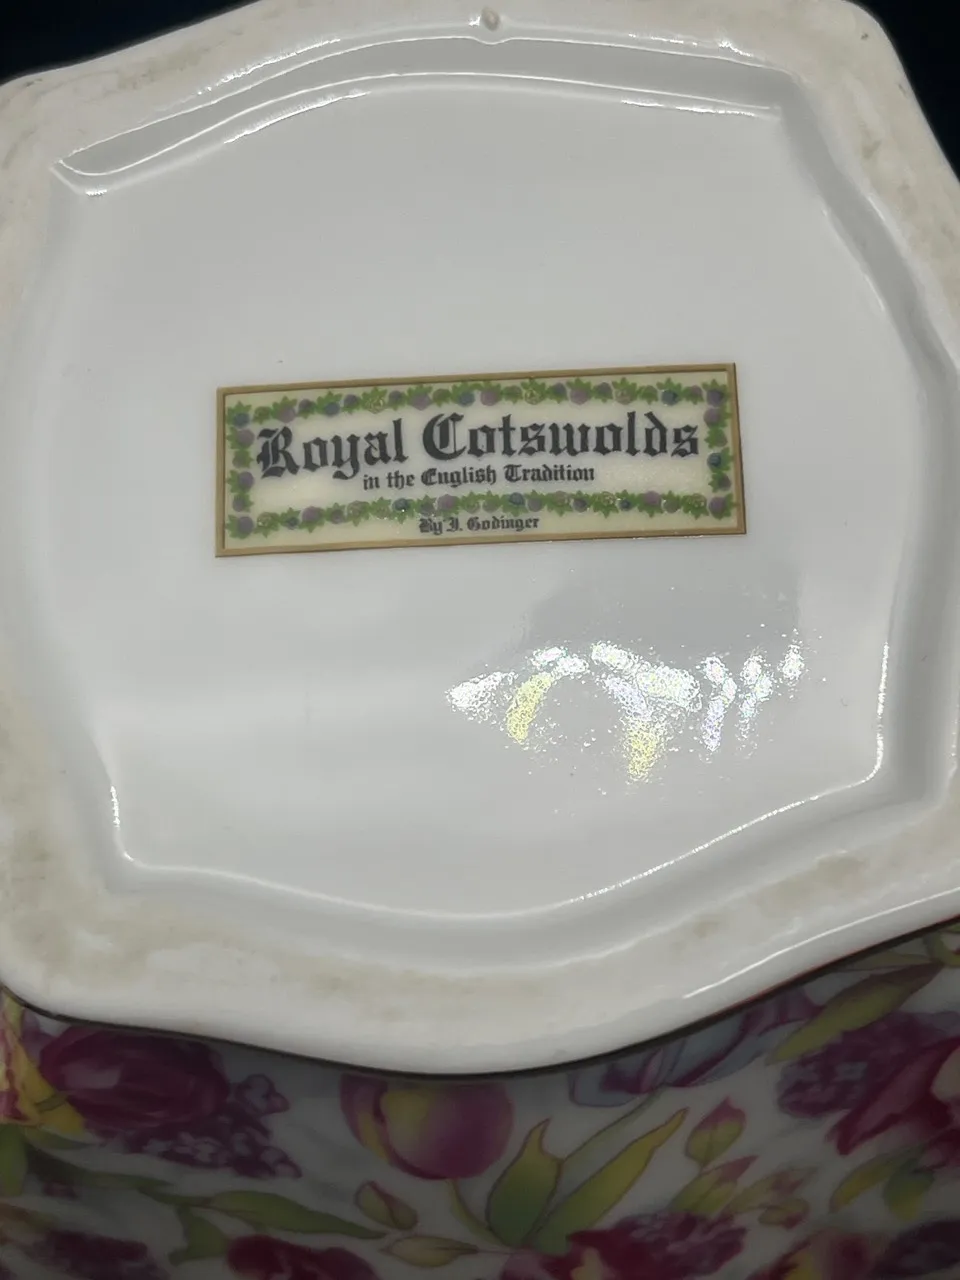 Royal Cotswolds
in the English Tradition
By J. Godinger